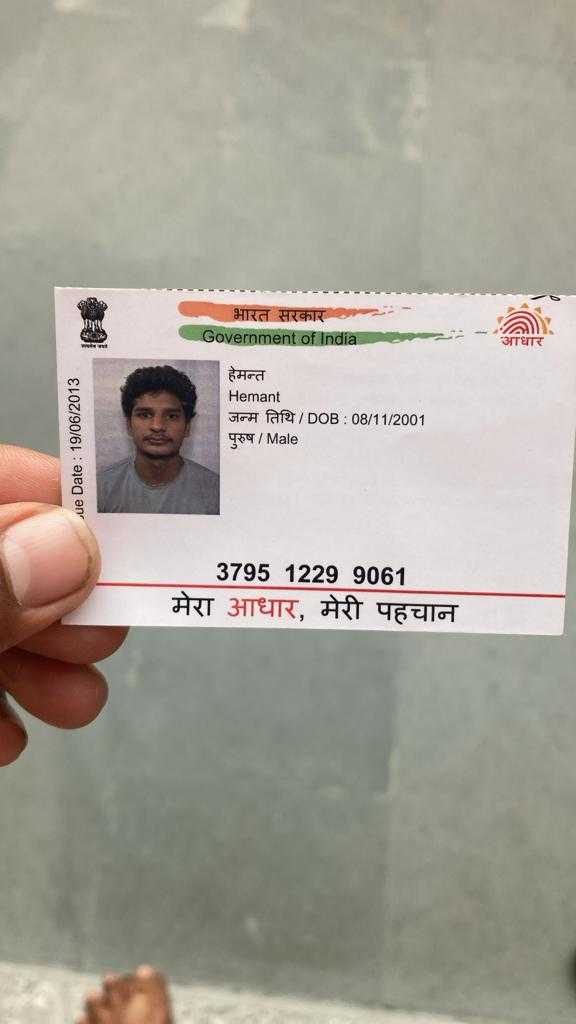 भारत सरकार
Government of India
आधार
सत्यमेव जयते
Date : 19/06/2013
हेमन्त
Hemant
जन्म तिथि / DOB : 08/11/2001
पुरुष / Male
3795 1229 9061
मेरा आधार, मेरी पहचान